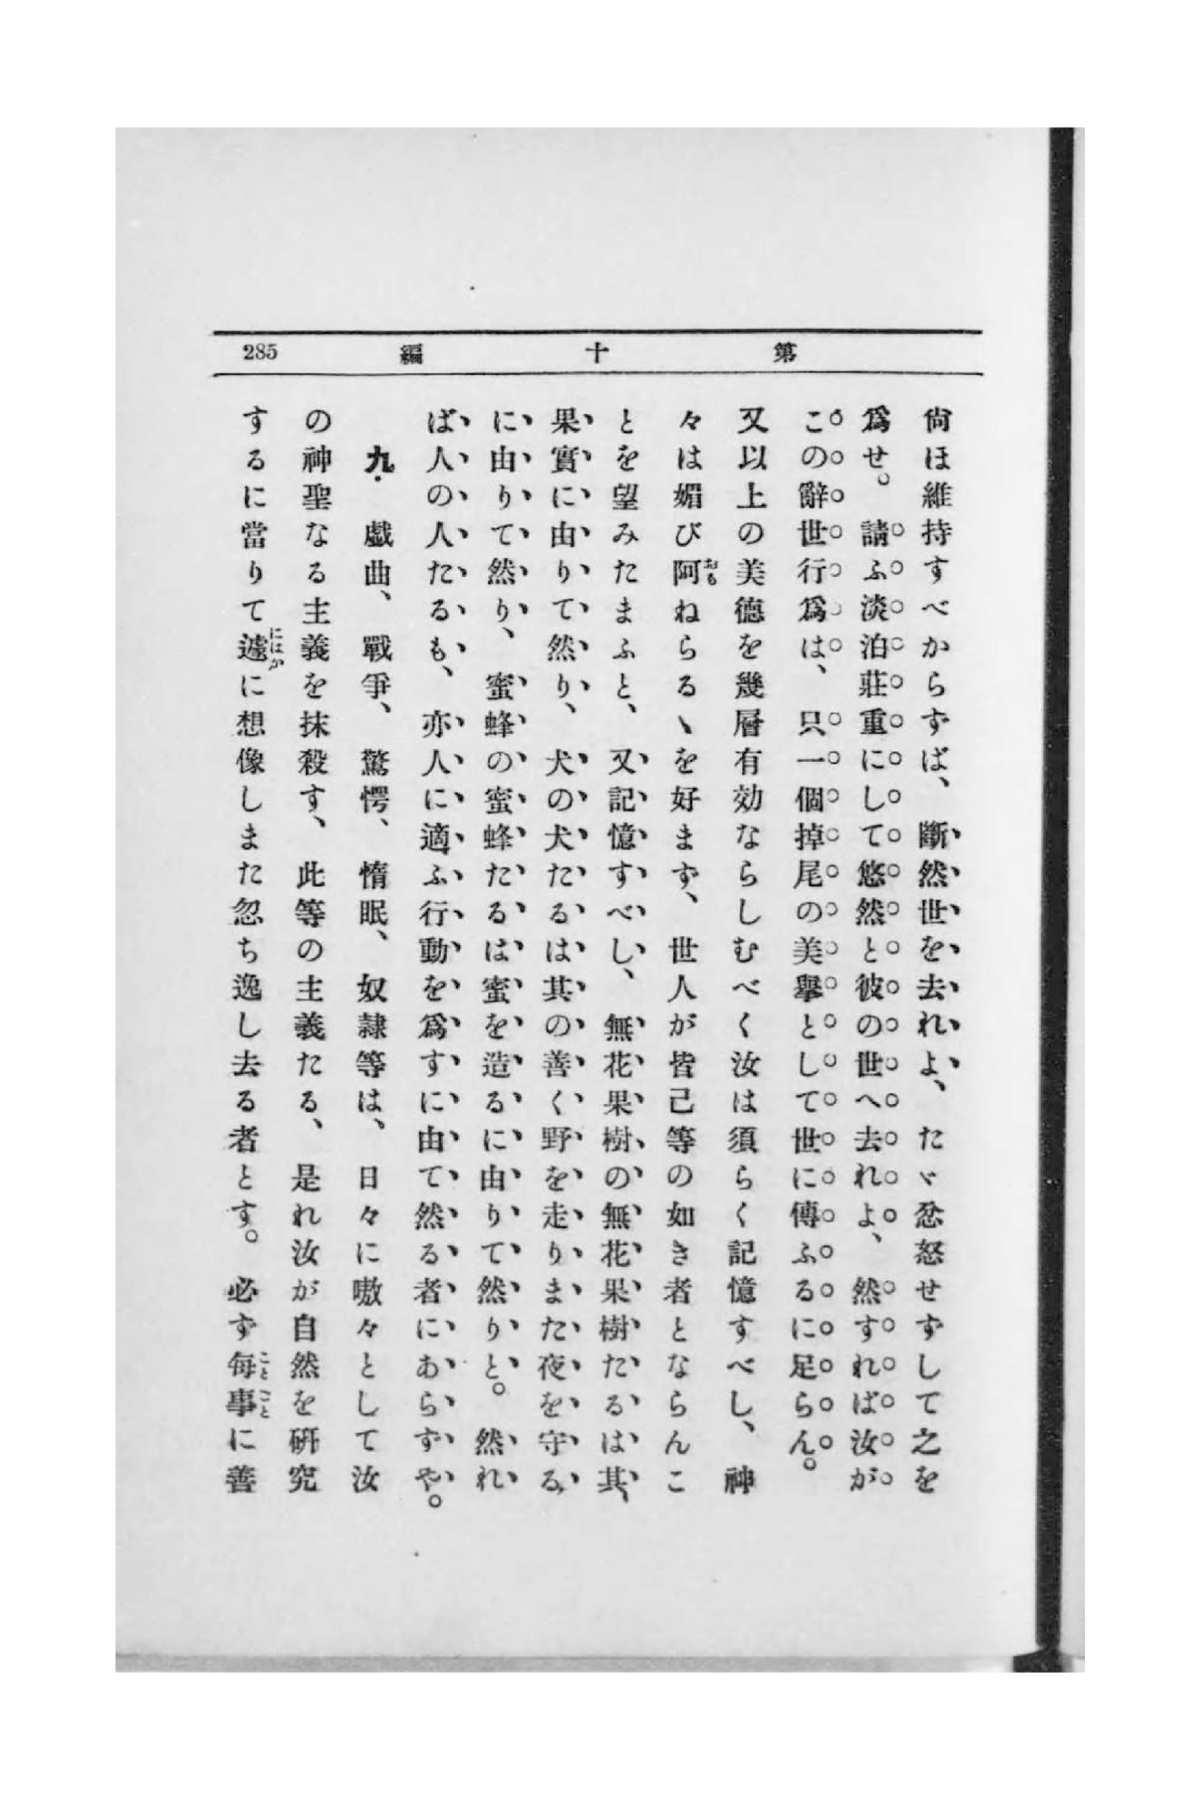 第十編
285
尙ほ維持すべからずば、斷然世を去れよ、たゞ忿怒せずして之を
爲せ。請ふ淡泊莊重にして悠然と彼の世へ去れよ、然すれば汝が
この辭世行爲は、只一個掉尾の美擧として世に傳ふるに足らん。
又以上の美德を幾層有効ならしむべく汝は須らく記憶すべし、神
々は媚び阿ねらるゝを好まず、世人が皆己等の如き者とならんこ
とを望みたまふと、又記憶すべし、無花果樹の無花果樹たるは其
果實に由りて然り、犬の犬たるは其の善く野を走りまた夜を守る
に由りて然り、蜜蜂の蜜蜂たるは蜜を造るに由りて然りと。然れ
ば人の人たるも、亦人に適ふ行動を爲すに由て然る者にあらずや。
九.戯曲、戰爭、驚愕、惰眠、奴隷等は、日々に嗷々として汝
の神聖なる主義を抹殺す、此等の主義たる、是れ汝が自然を硏究
するに當りて遽に想像しまた忽ち逸し去る者とす。必ず每事に善